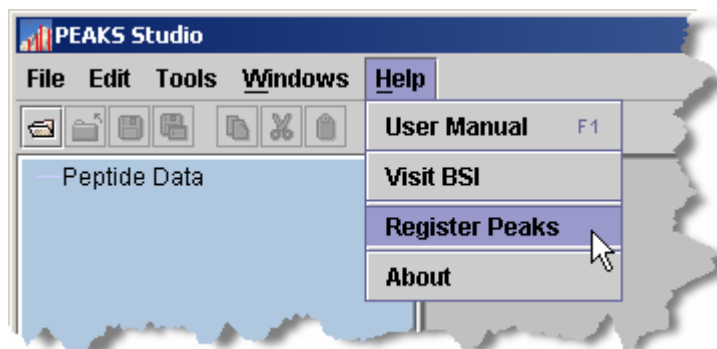 PEAKS Studio
File Edit Tools Windows Help
User Manual F1
Peptide Data
Visit BSI
Register Peaks
About